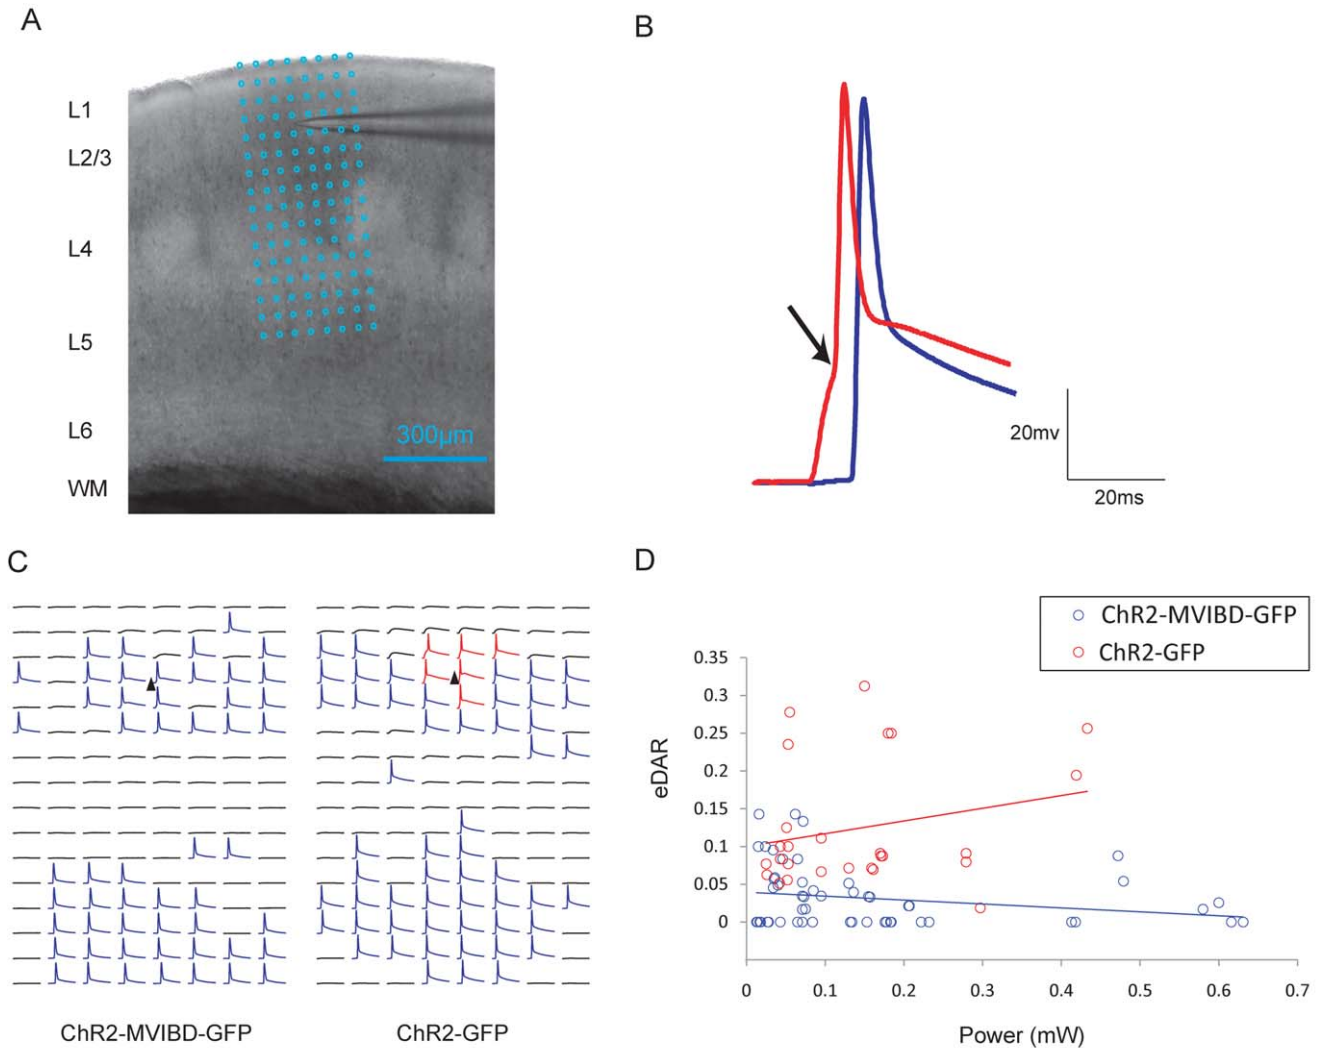 A
L1
L2/3
L4
L5
L6
WM
300µm
B
20mv
20ms
C
ChR2-MVIBD-GFP
ChR2-GFP
D
ChR2-MVIBD-GFP
ChR2-GFP
eDAR
0.35
0.3
0.25
0.2
0.15
0.1
0.05
0
0
0.1
0.2
0.3
0.4
0.5
0.6
0.7
Power (mW)